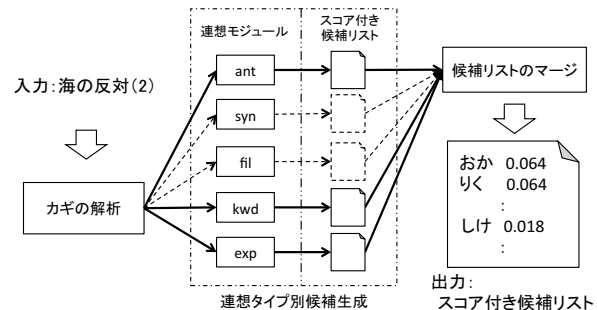 連想モジュール
スコア付き
候補リスト
入力:海の反対(2)
カギの解析
ant
syn
fil
kwd
exp
連想タイプ別候補生成
候補リストのマージ
おか 0.064
りく 0.064
:
しけ 0.018
:
出力:
スコア付き候補リスト